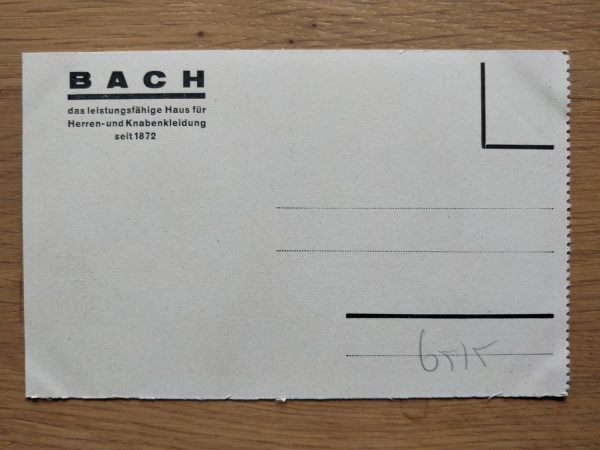 BACH
das leistungsfähige Haus für
Herren-und Knabenkleidung
seit 1872